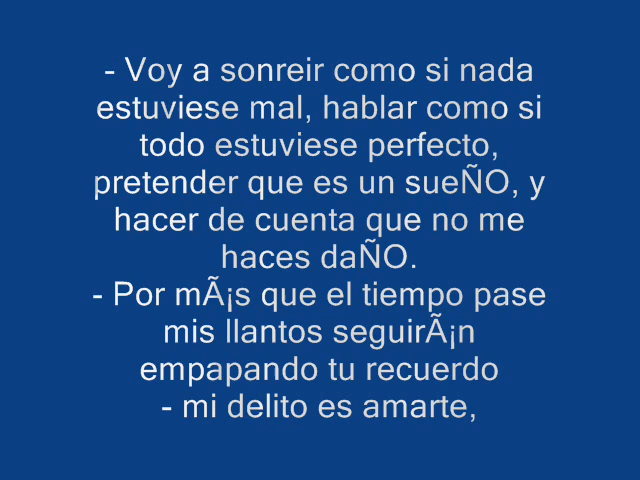 - Voy a sonreir como si nada
estuviese mal, hablar como si
todo estuviese perfecto,
pretender que es un sueÑO, y
hacer de cuenta que no me
haces daÑO.
- Por mÃ¡s que el tiempo pase
mis llantos seguirÃ¡n
empapando tu recuerdo
- mi delito es amarte,